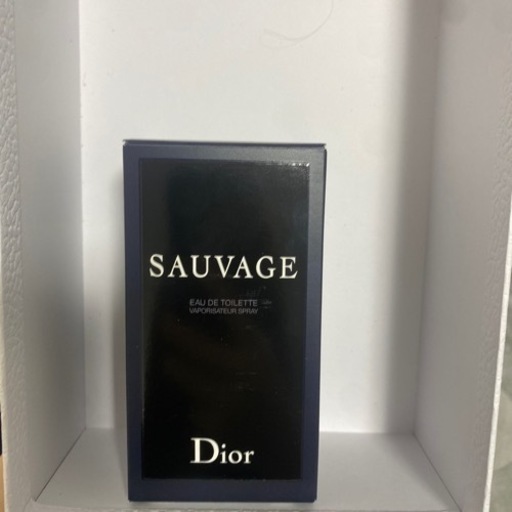 SAUVAGE
EAU DE TOILETTE
VAPORISATEUR SPRAY
Dior